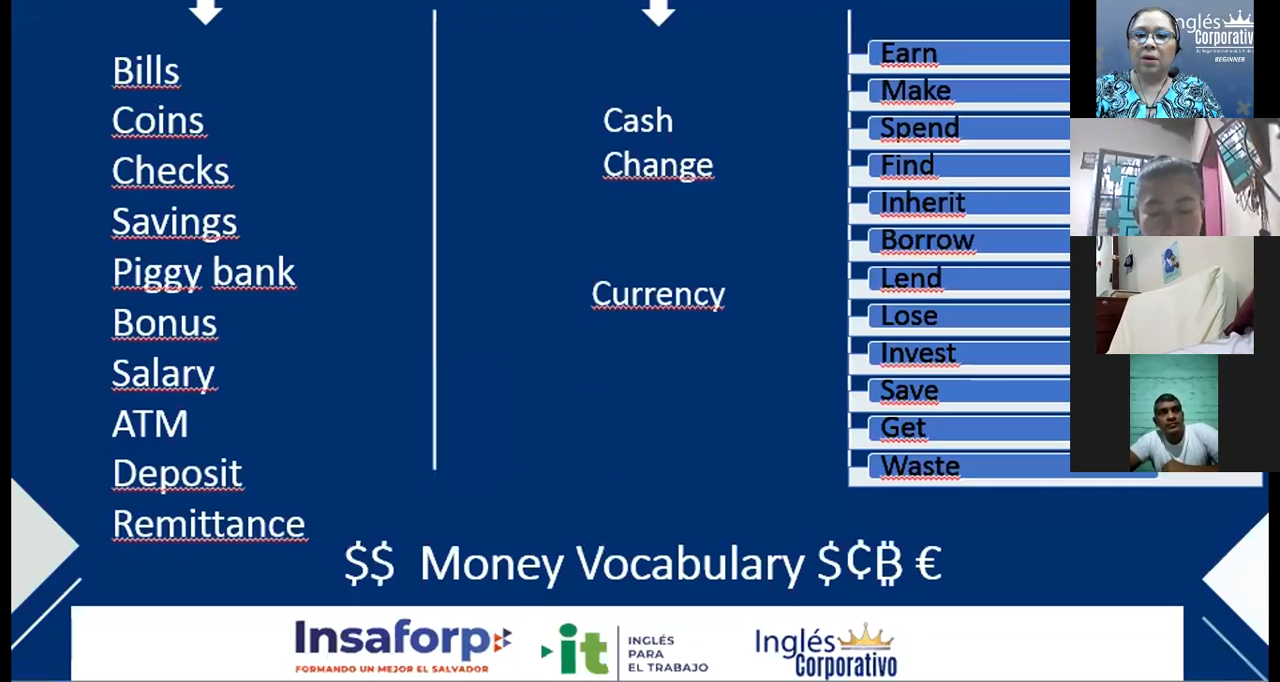 Bills
Coins
Checks
Savings
Piggy bank
Bonus
Salary
ATM
Deposit
Remittance
Cash
Change
Currency
Earn
Make
Spend
Find
Inherit
Borrow
Lend
Lose
Invest
Save
Get
Waste
$$ Money Vocabulary $₵₿ €
Insaforp
FORMANDO UN MEJOR EL SALVADOR
it
INGLÉS
PARA
EL TRABAJO
Inglés
Corporativo
nglés
Corporativ
BEGINNER